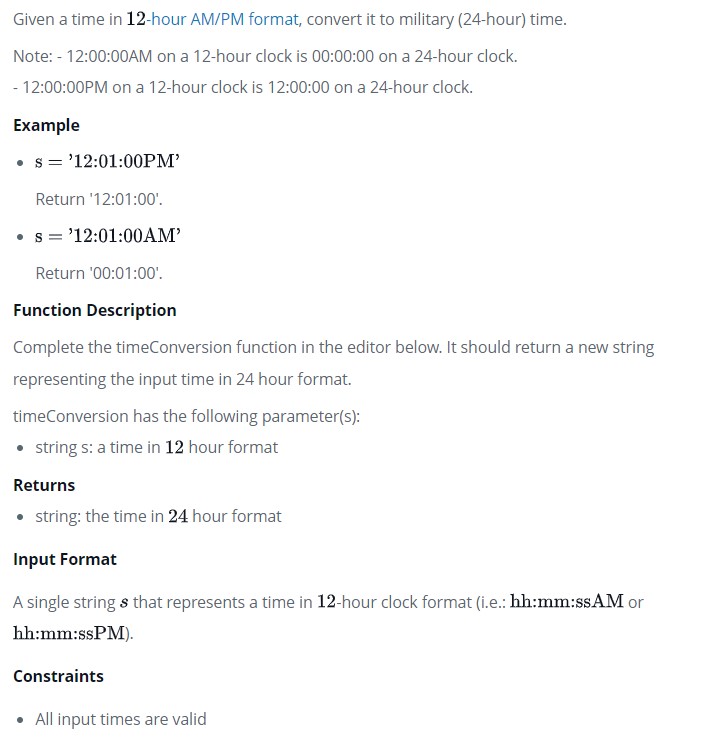 Given a time in 12-hour AM/PM format, convert it to military (24-hour) time.
Note: - 12:00:00AM on a 12-hour clock is 00:00:00 on a 24-hour clock.
- 12:00:00PM on a 12-hour clock is 12:00:00 on a 24-hour clock.
Example
• s = '12:01:00PM'
Return '12:01:00'.
• s = '12:01:00AM'
Return '00:01:00'.
Function Description
Complete the timeConversion function in the editor below. It should return a new string
representing the input time in 24 hour format.
timeConversion has the following parameter(s):
• string s: a time in 12 hour format
Returns
• string: the time in 24 hour format
Input Format
A single string s that represents a time in 12-hour clock format (i.e.: hh:mm:ssAM or
hh:mm:ssPM).
Constraints
• All input times are valid